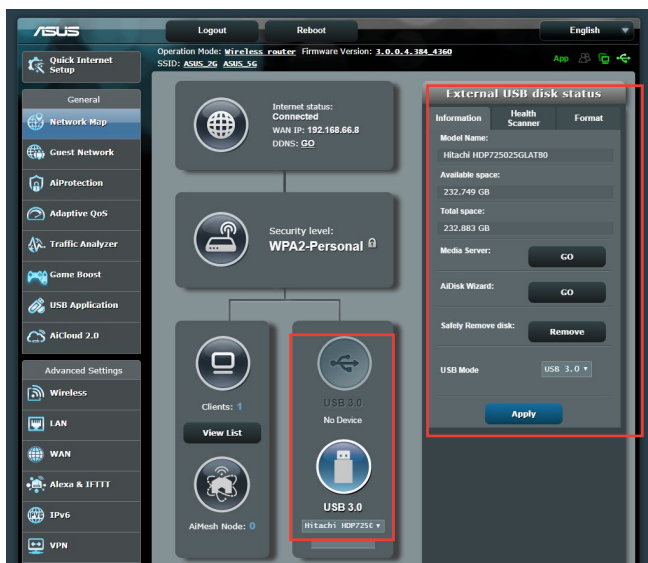 ASUS
Logout
Reboot
English
Operation Mode: Wireless router Firmware Version: 3.0.0.4.384_4360
SSID: ASUS_2G ASUS_5G
App
Quick Internet
Setup
General
Network Map
Guest Network
AiProtection
Adaptive QoS
Traffic Analyzer
Game Boost
USB Application
AiCloud 2.0
Advanced Settings
Wireless
LAN
WAN
Alexa & IFTTT
IPv6
VPN
Internet status:
Connected
WAN IP: 192.168.66.8
DDNS: GO
Security level:
WPA2-Personal
Clients: 1
View List
AiMesh Node: 0
USB 3.0
No Device
USB 3.0
Hitachi HDP725C
External USB disk status
Information
Health
Scanner
Format
Model Name:
Hitachi HDP725025GLAT80
Available space:
232.749 GB
Total space:
232.883 GB
Media Server:
GO
AiDisk Wizard:
GO
Safely Remove disk:
Remove
USB Mode
USB 3.0
Apply